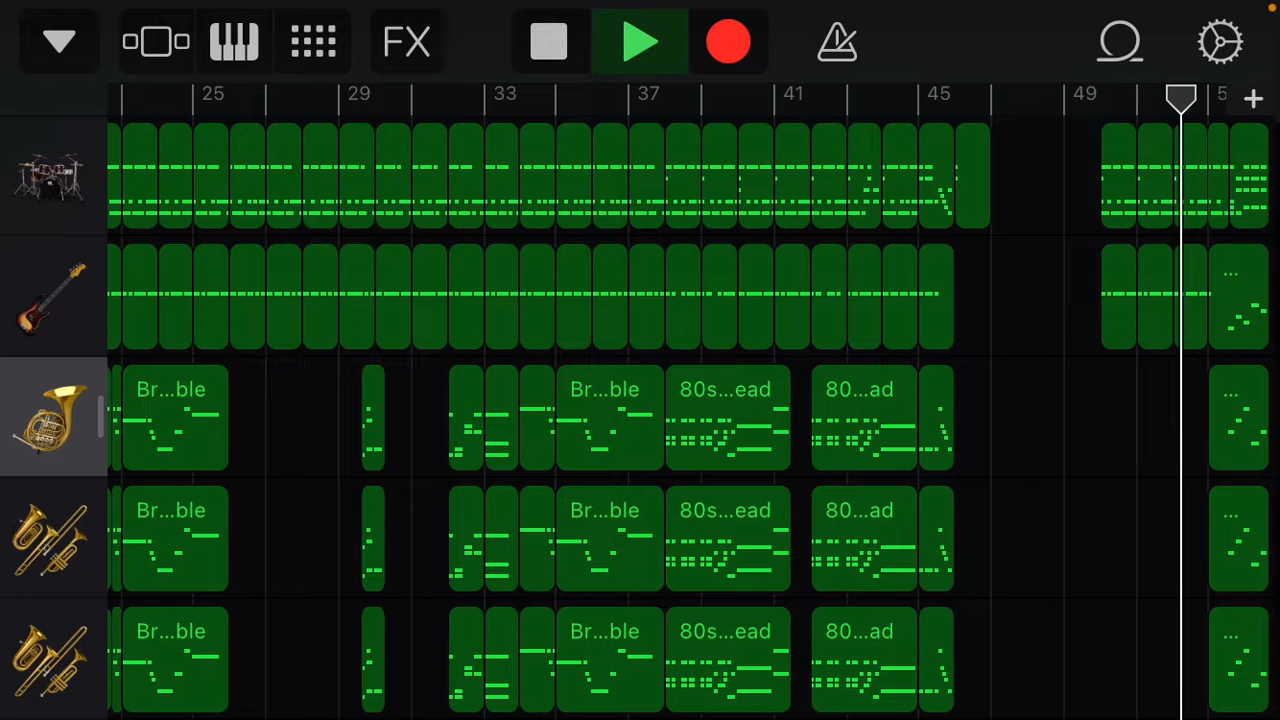 FX
25 29 33 37 41 45 49 5
...
Br...ble 80s...ead 80...ad ...
Br...ble Br...ble 80s...ead 80...ad ...
Br...ble Br...ble 80s...ead 80...ad ...
Br...ble